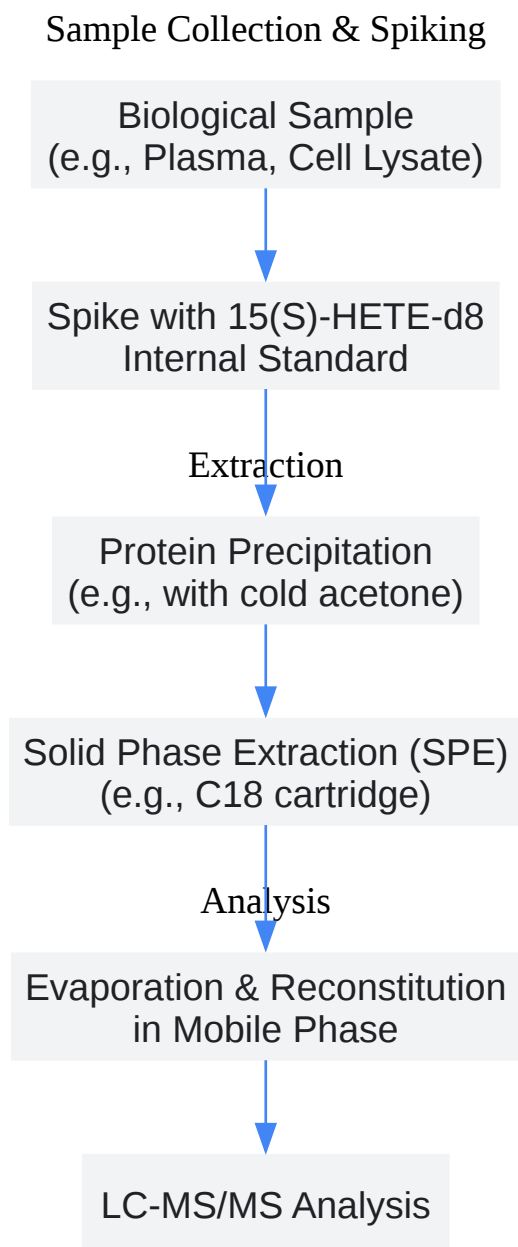 Sample Collection & Spiking
Biological Sample
(e.g., Plasma, Cell Lysate)
Spike with 15(S)-HETE-d8
Internal Standard
Extraction
Protein Precipitation
(e.g., with cold acetone)
Solid Phase Extraction (SPE)
(e.g., C18 cartridge)
Analysis
Evaporation & Reconstitution
in Mobile Phase
LC-MS/MS Analysis